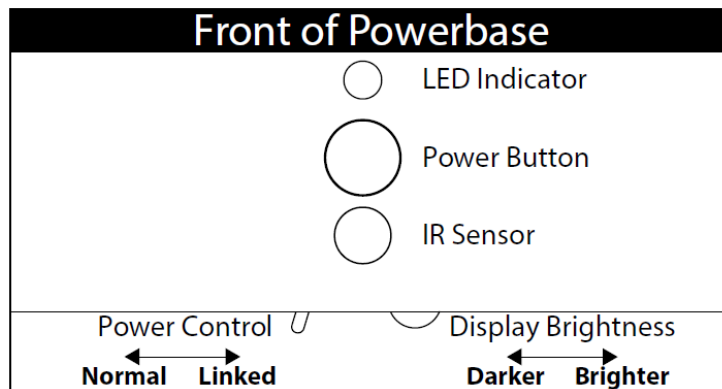 Front of Powerbase
LED Indicator
Power Button
IR Sensor
Power Control Display Brightness
Normal Linked Darker Brighter